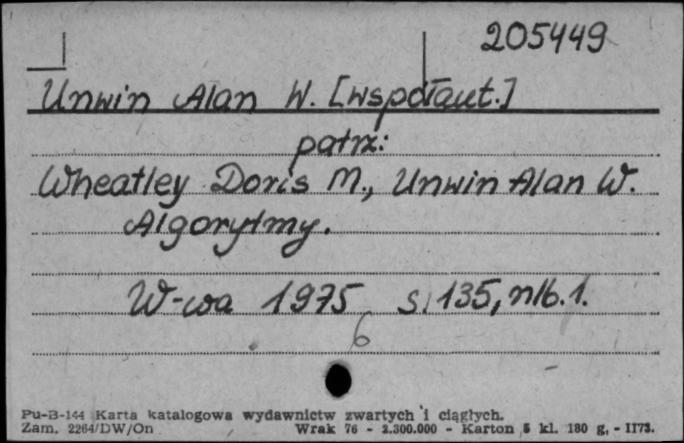 205449
Unwin Alan W. [współaut.]
patrz:
Wheatley Doris M., Unwin Alan W.
Algorytmy.
W-wa 1975 s. 135, nlb. 1.
6
Pu-B-144 Karta katalogowa wydawnictw zwartych i ciągłych.
Zam. 2264/DW/On Wrak 76 - 2.300.000 - Karton 5 kl. 180 g. - 1173.